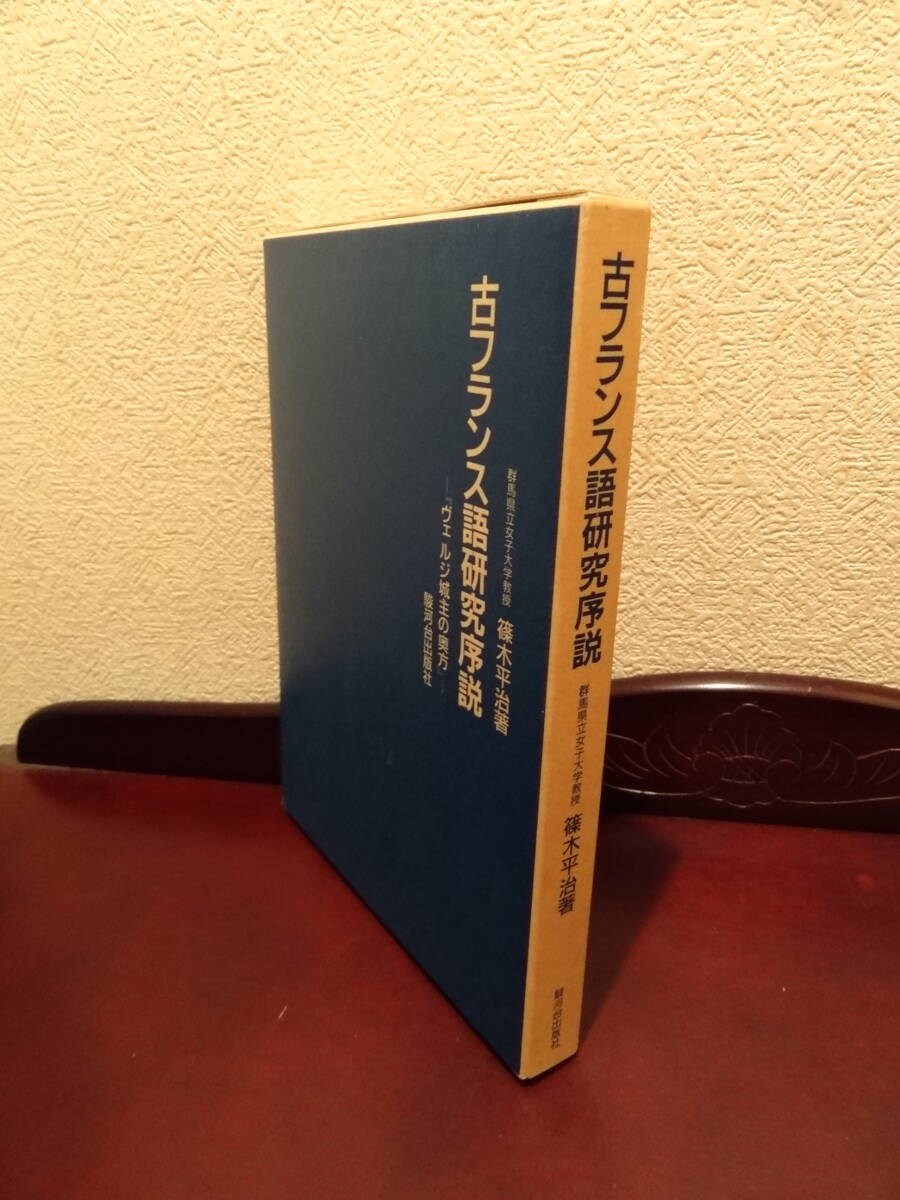 群馬県立女子大学教授 篠木平治著
古フランス語研究序説
―『ヴェルジ城主の奥方』―
駿河台出版社
古フランス語研究序説
群馬県立女子大学教授 篠木平治著
駿河台出版社